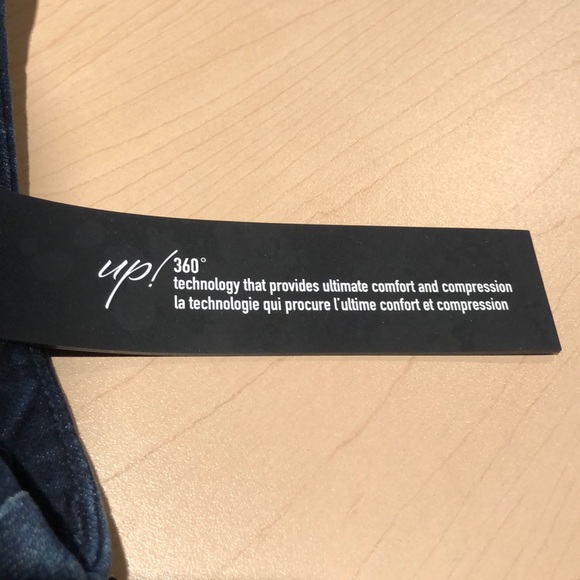 up! 360°
technology that provides ultimate comfort and compression
la technologie qui procure l'ultime confort et compression